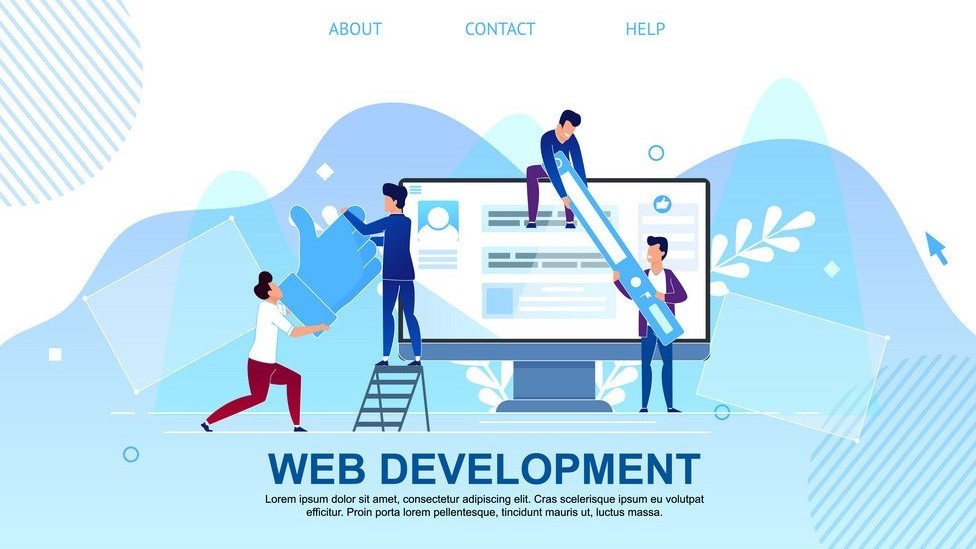 ABOUT CONTACT HELP
WEB DEVELOPMENT
Lorem ipsum dolor sit amet, consectetur adipiscing elit. Cras scelerisque ipsum eu volutpat
efficitur. Proin porta lorem pellentesque, tincidunt mauris ut, luctus massa.